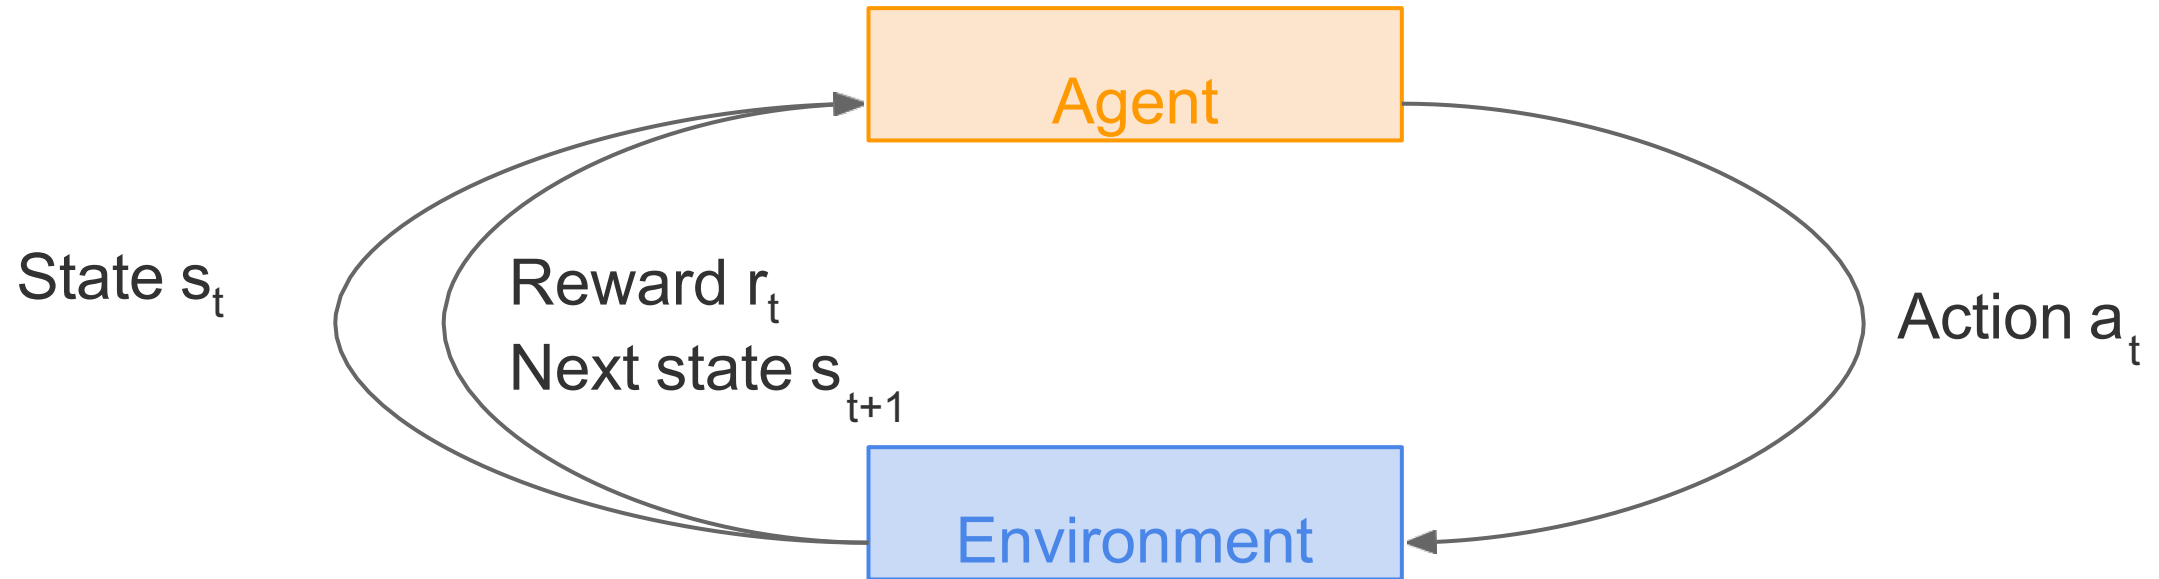 Agent
State sₜ
Reward rₜ
Next state sₜ₊₁
Action aₜ
Environment